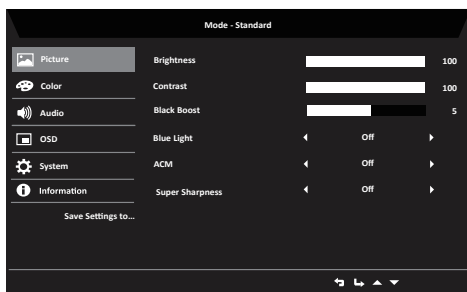 Mode - Standard
Picture
Color
Audio
OSD
System
Information
Save Settings to...
Brightness 100
Contrast 100
Black Boost 5
Blue Light Off
ACM Off
Super Sharpness Off